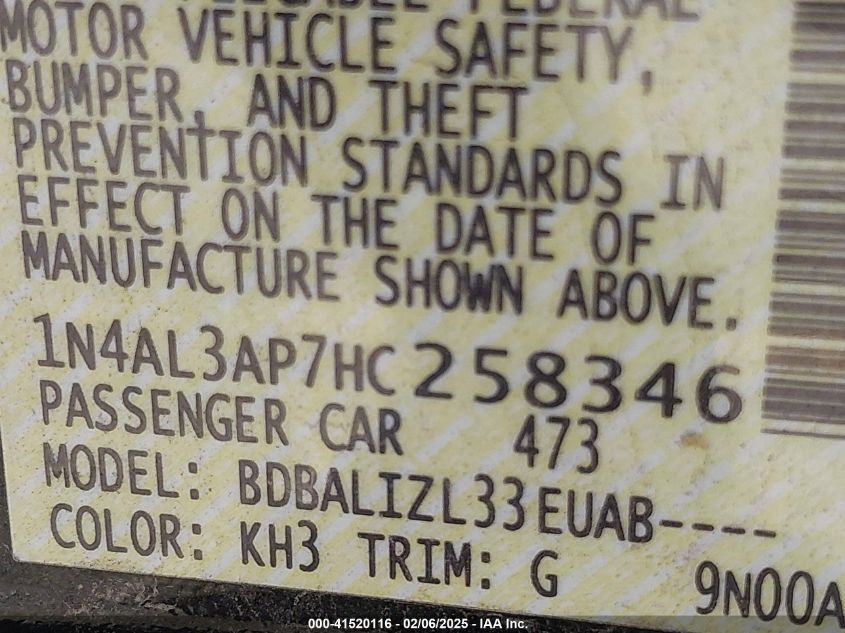 FEDERAL
MOTOR VEHICLE SAFETY,
BUMPER, AND THEFT
PREVENTION STANDARDS IN
EFFECT ON THE DATE OF
MANUFACTURE SHOWN ABOVE.
1N4AL3AP7HC258346
PASSENGER CAR 473
MODEL: BDBALIZL33EUAB----
COLOR: KH3 TRIM: G 9N00A
000-41520116 - 02/06/2025 - IAA Inc.